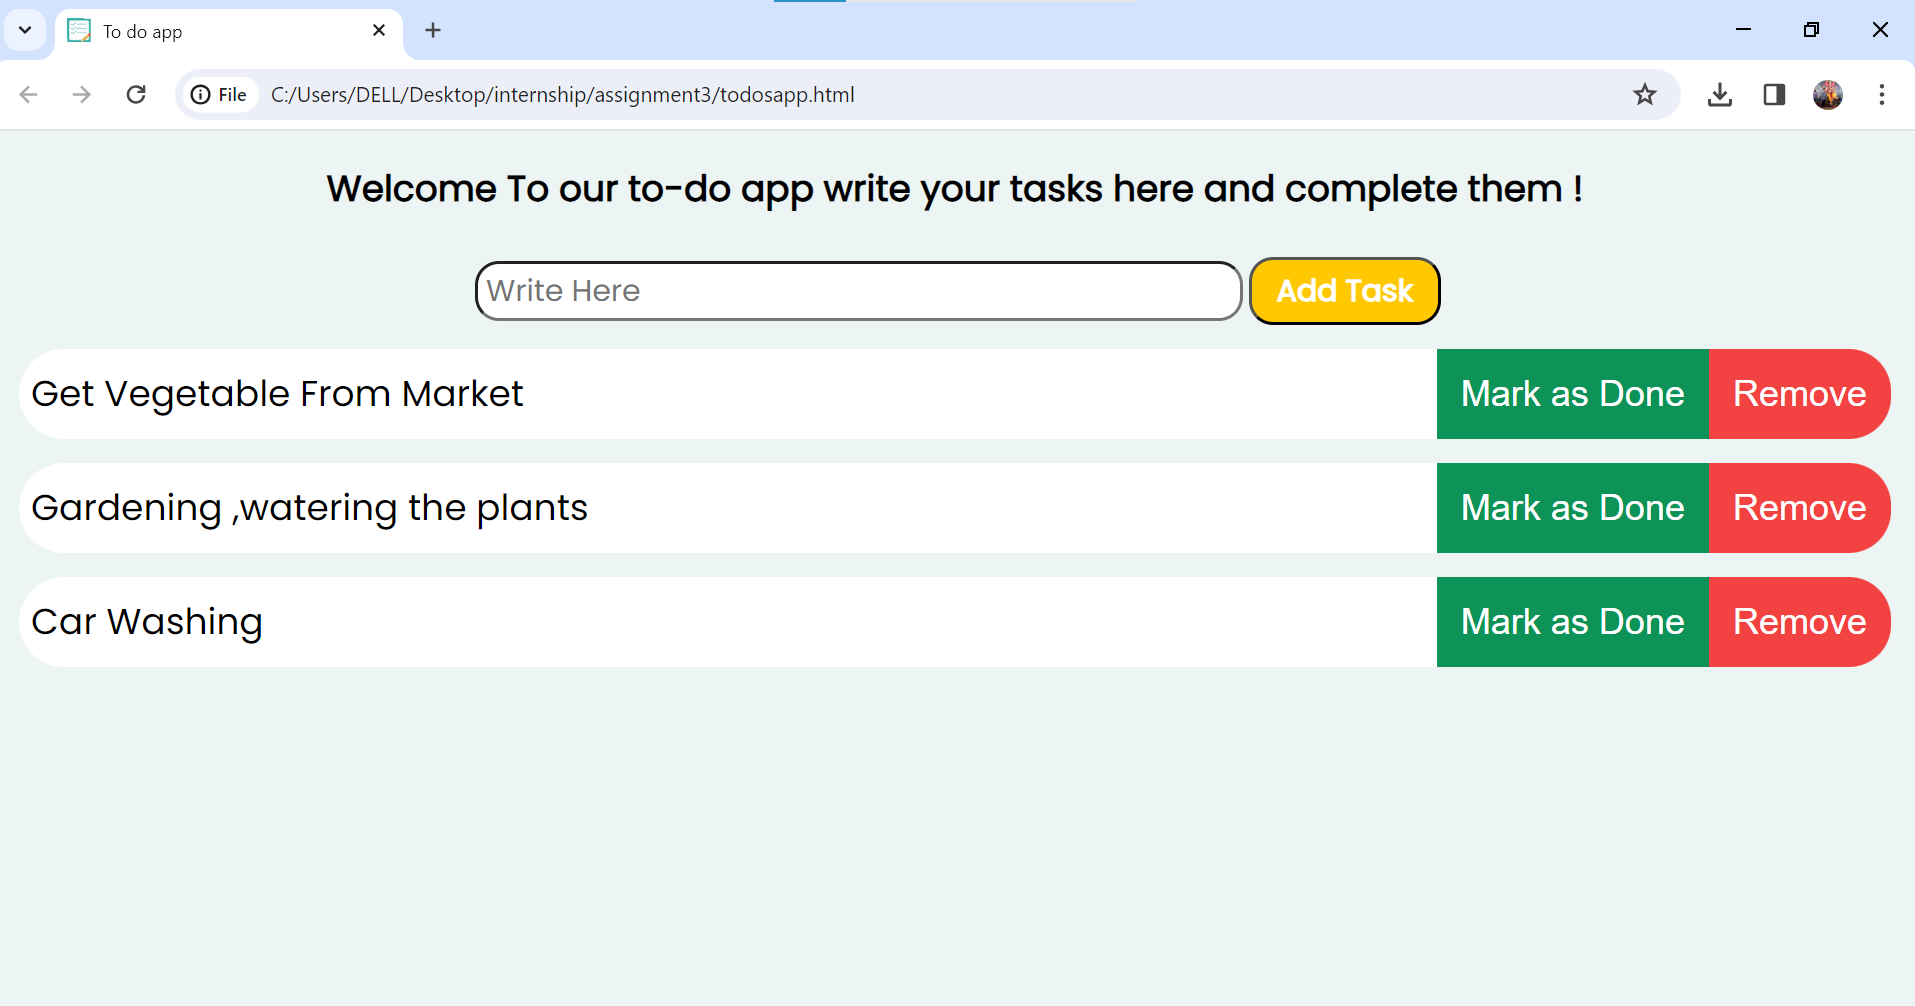 To do app
File C:/Users/DELL/Desktop/internship/assignment3/todosapp.html
Welcome To our to-do app write your tasks here and complete them !
Write Here Add Task
Get Vegetable From Market Mark as Done Remove
Gardening ,watering the plants Mark as Done Remove
Car Washing Mark as Done Remove